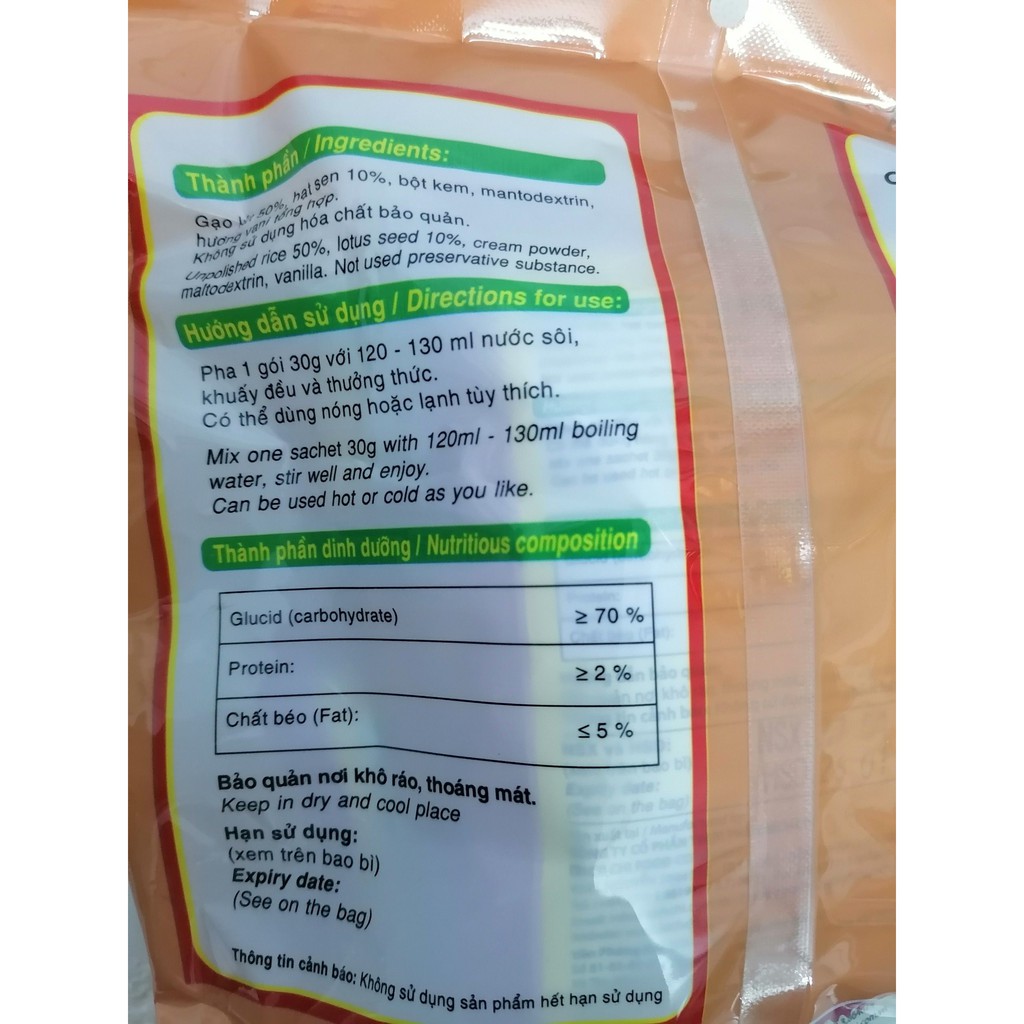 Thành phần / Ingredients:
Gạo 50%, hạt sen 10%, bột kem, mantodextrin,
hương vani tổng hợp.
Không sử dụng hóa chất bảo quản.
Unpolished rice 50%, lotus seed 10%, cream powder,
maltodextrin, vanilla. Not used preservative substance.
Hướng dẫn sử dụng / Directions for use:
Pha 1 gói 30g với 120 - 130 ml nước sôi,
khuấy đều và thưởng thức.
Có thể dùng nóng hoặc lạnh tùy thích.
Mix one sachet 30g with 120ml - 130ml boiling
water, stir well and enjoy.
Can be used hot or cold as you like.
Thành phần dinh dưỡng / Nutritious composition
Glucid (carbohydrate) ≥ 70 %
Protein: ≥ 2 %
Chất béo (Fat): ≤ 5 %
Bảo quản nơi khô ráo, thoáng mát.
Keep in dry and cool place
Hạn sử dụng:
(xem trên bao bì)
Expiry date:
(See on the bag)
Thông tin cảnh báo: Không sử dụng sản phẩm hết hạn sử dụng